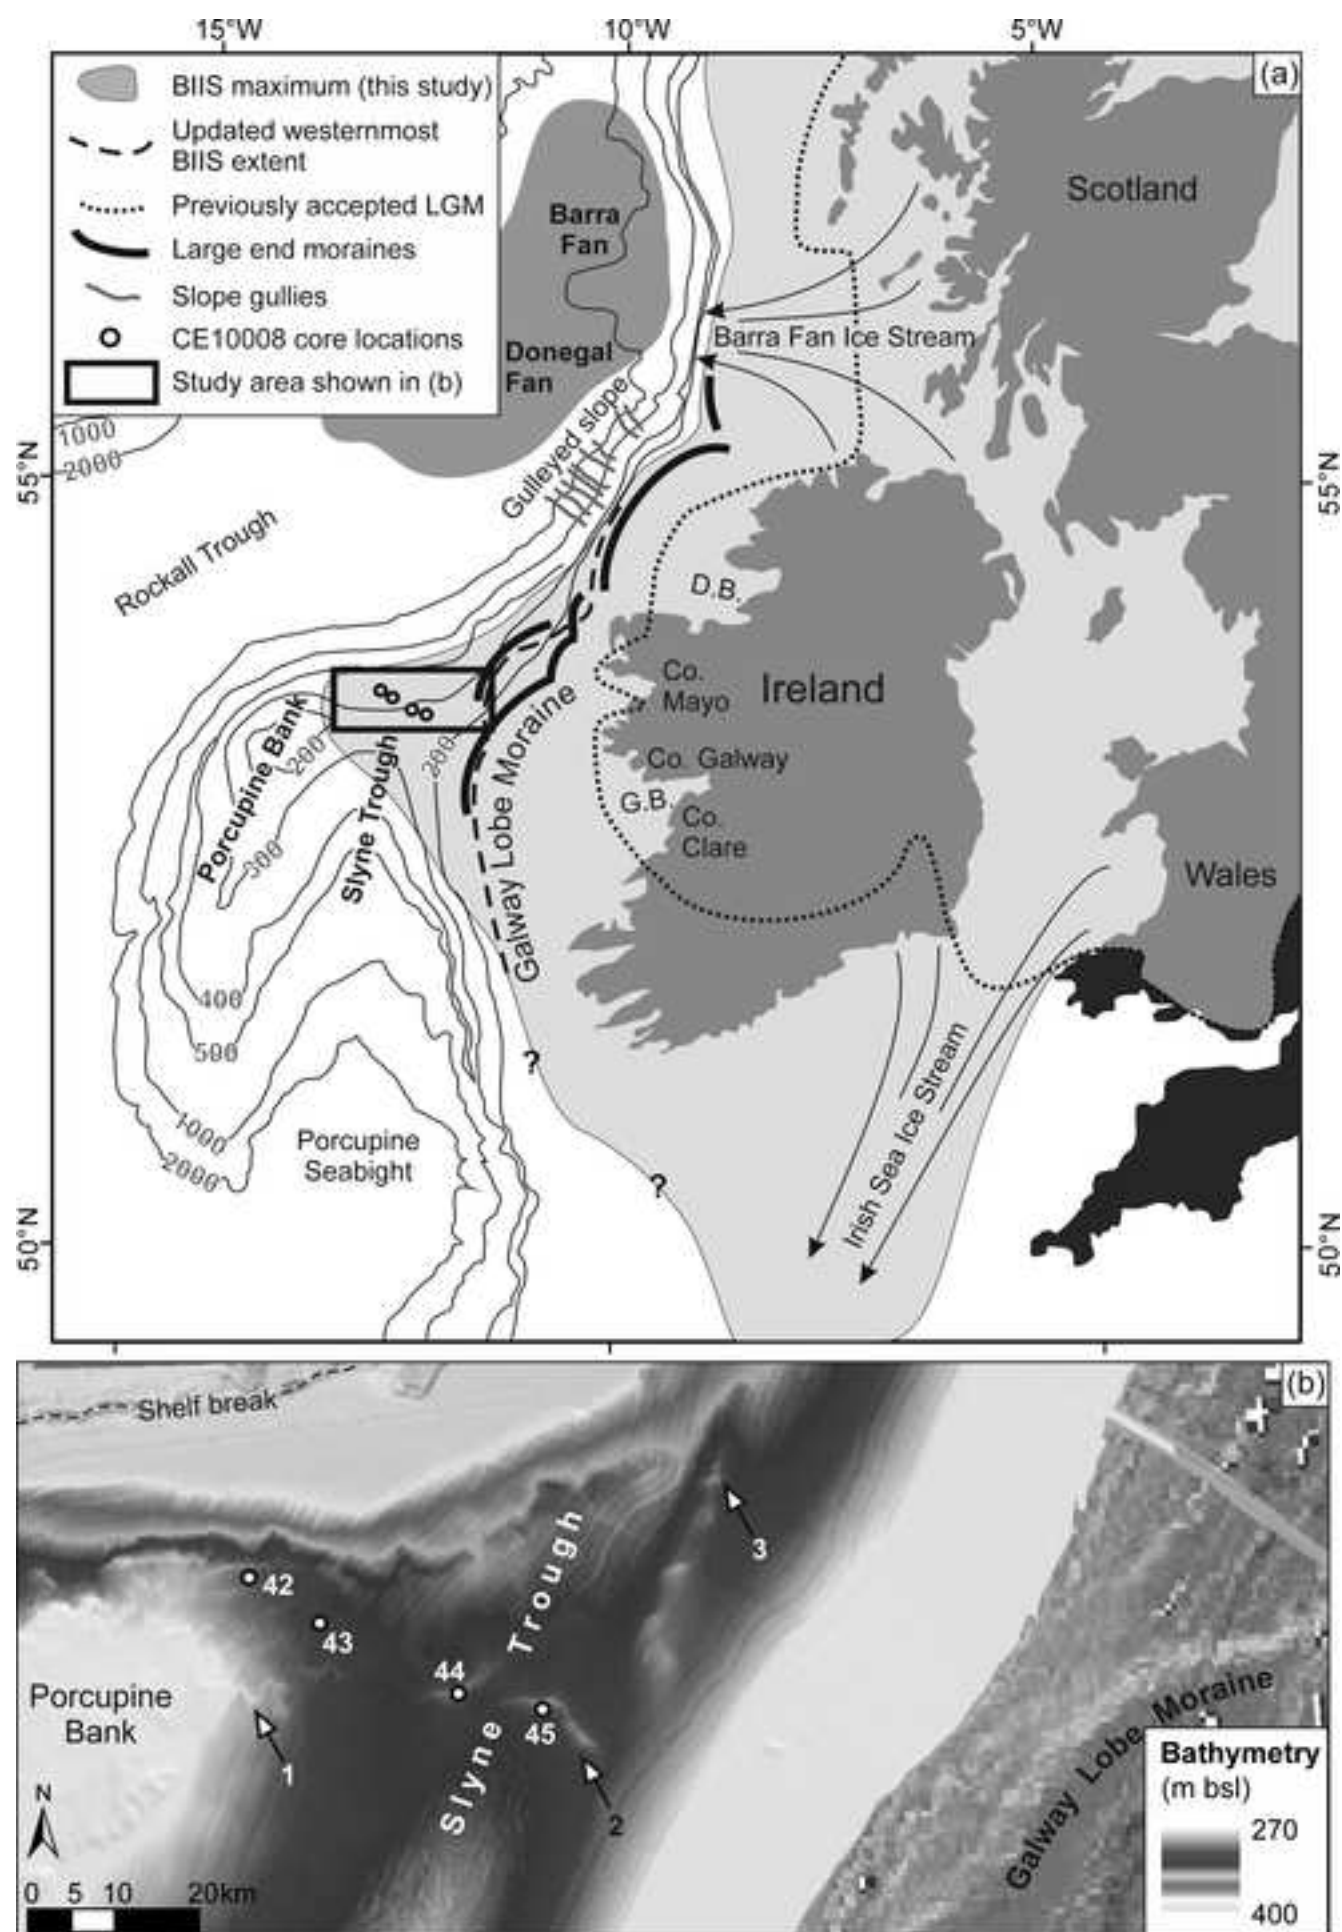 15°W
10°W
5°W
(a)
BIIS maximum (this study)
Updated westernmost
BIIS extent
Previously accepted LGM
Large end moraines
Slope gullies
CE10008 core locations
Study area shown in (b)
Scotland
Barra
Fan
Barra Fan Ice Stream
Donegal
Fan
Gulleyed slope
1000
2000
55°N
55°N
Rockall Trough
D.B.
Co.
Mayo
Ireland
Co. Galway
G.B.
Co.
Clare
Wales
Porcupine Bank
200
200
300
Slyne Trough
Galway Lobe Moraine
400
500
1000
2000
Porcupine
Seabight
?
?
Irish Sea Ice Stream
50°N
50°N
(b)
Shelf break
3
42
43
44
45
Slyne Trough
Porcupine
Bank
1
2
Galway Lobe Moraine
N
0 5 10 20km
Bathymetry
(m bsl)
270
400